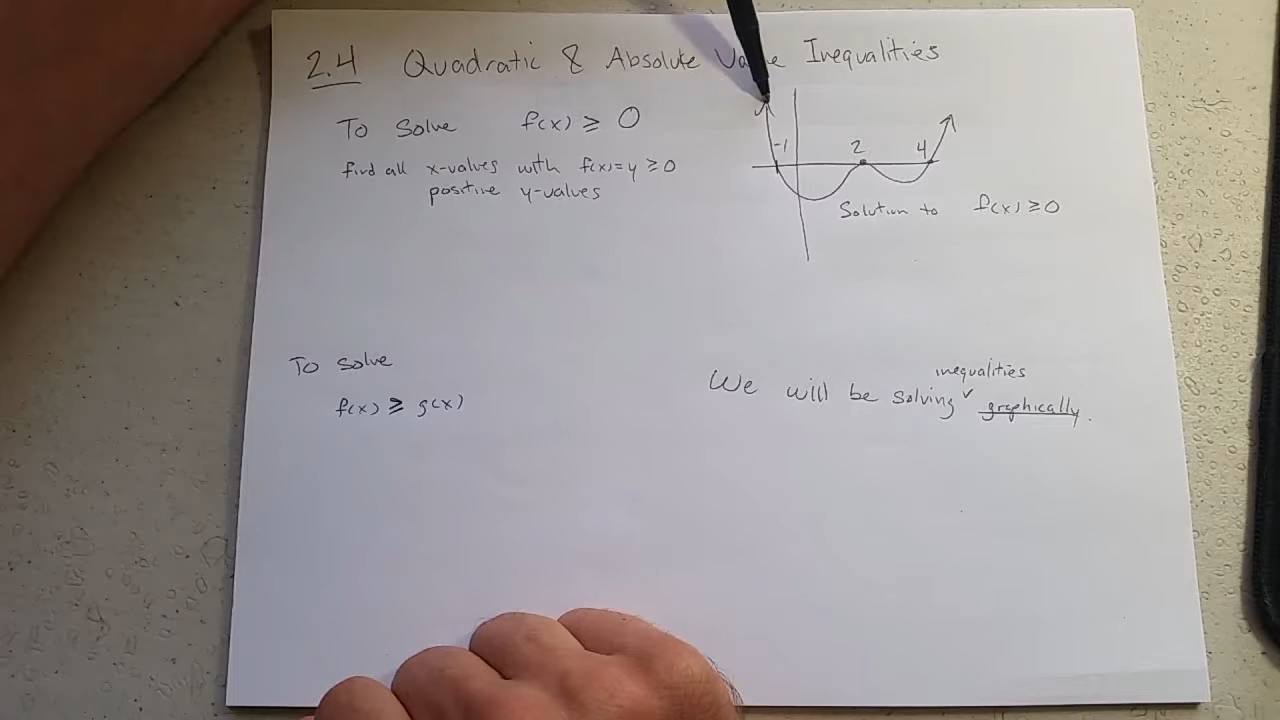 2.4 Quadratic & Absolute Value Inequalities
To solve f(x) ≥ 0
find all x-values with f(x)=y ≥0
positive y-values
-1 2 4
Solution to f(x) ≥0
To solve
f(x) ≥ g(x)
inequalities
We will be solving ˅ graphically.